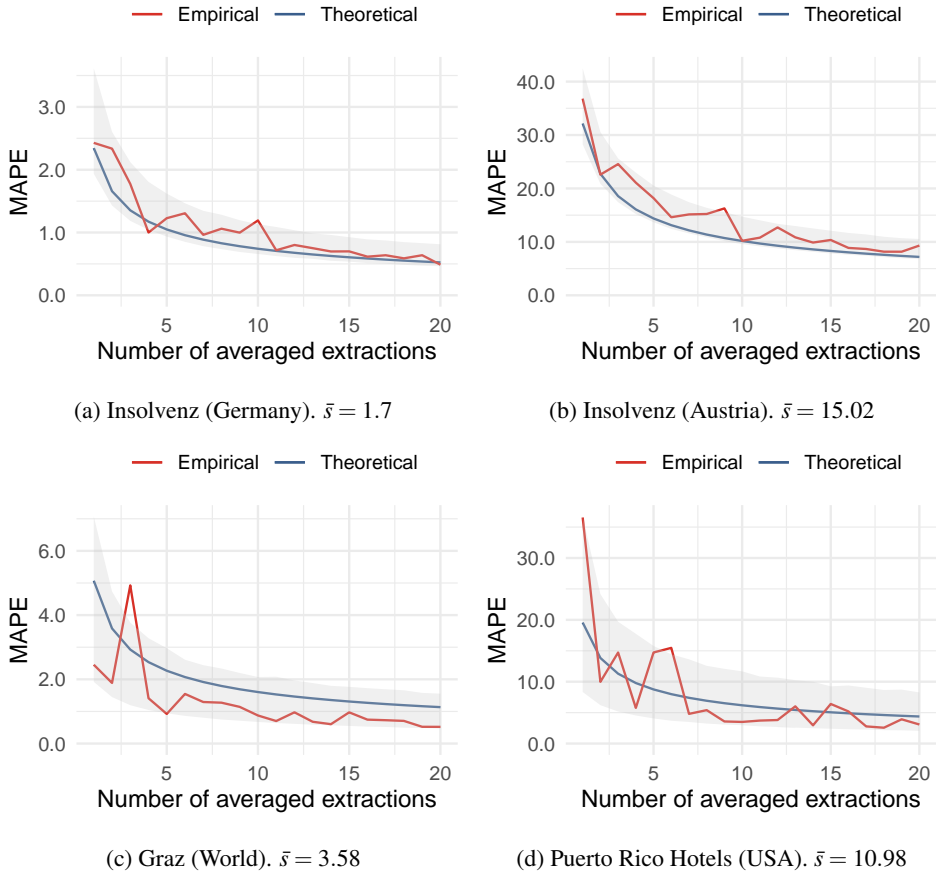 Empirical Theoretical Empirical Theoretical
MAPE
3.0
2.0
1.0
0.0
5 10 15 20
Number of averaged extractions
MAPE
40.0
30.0
20.0
10.0
0.0
5 10 15 20
Number of averaged extractions
(a) Insolvenz (Germany). s̄ = 1.7
(b) Insolvenz (Austria). s̄ = 15.02
Empirical Theoretical Empirical Theoretical
MAPE
6.0
4.0
2.0
0.0
5 10 15 20
Number of averaged extractions
MAPE
30.0
20.0
10.0
0.0
5 10 15 20
Number of averaged extractions
(c) Graz (World). s̄ = 3.58
(d) Puerto Rico Hotels (USA). s̄ = 10.98